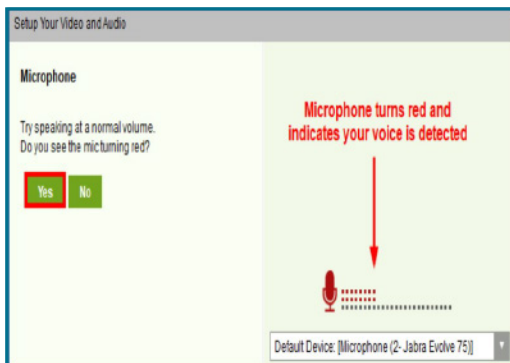 Setup Your Video and Audio
Microphone
Try speaking at a normal volume.
Do you see the mic turning red?
Yes No
Microphone turns red and
indicates your voice is detected
Default Device: [Microphone (2- Jabra Evolve 75)]